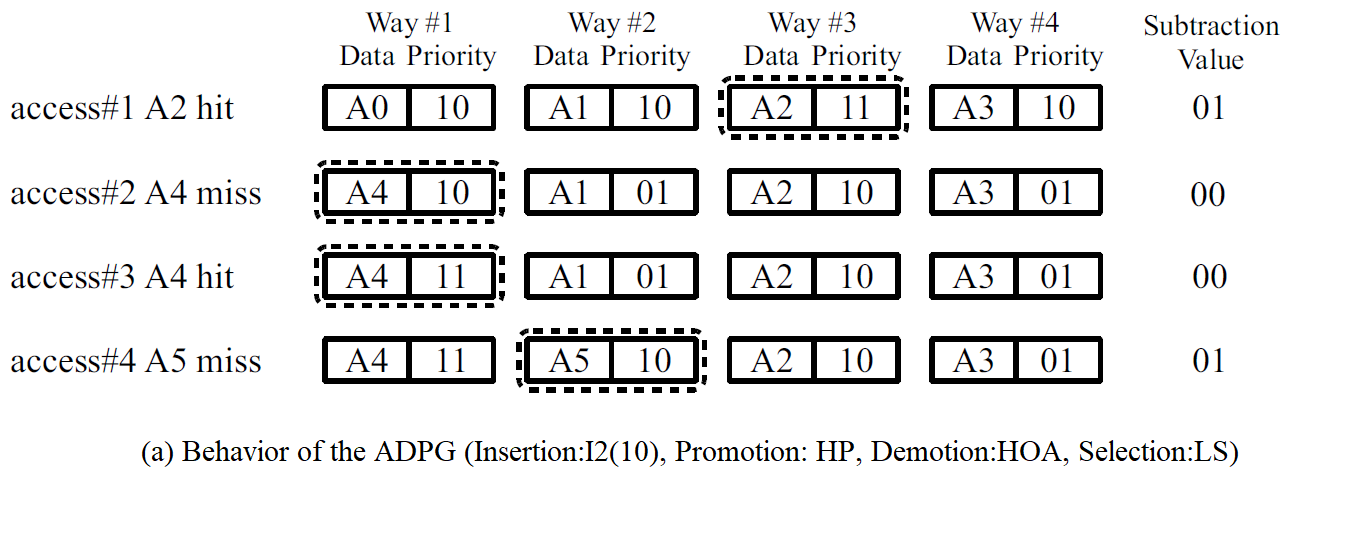 Way #1 Way #2 Way #3 Way #4 Subtraction
Data Priority Data Priority Data Priority Data Priority Value
access#1 A2 hit A0 10 A1 10 A2 11 A3 10 01
access#2 A4 miss A4 10 A1 01 A2 10 A3 01 00
access#3 A4 hit A4 11 A1 01 A2 10 A3 01 00
access#4 A5 miss A4 11 A5 10 A2 10 A3 01 01
(a) Behavior of the ADPG (Insertion:I2(10), Promotion: HP, Demotion:HOA, Selection:LS)